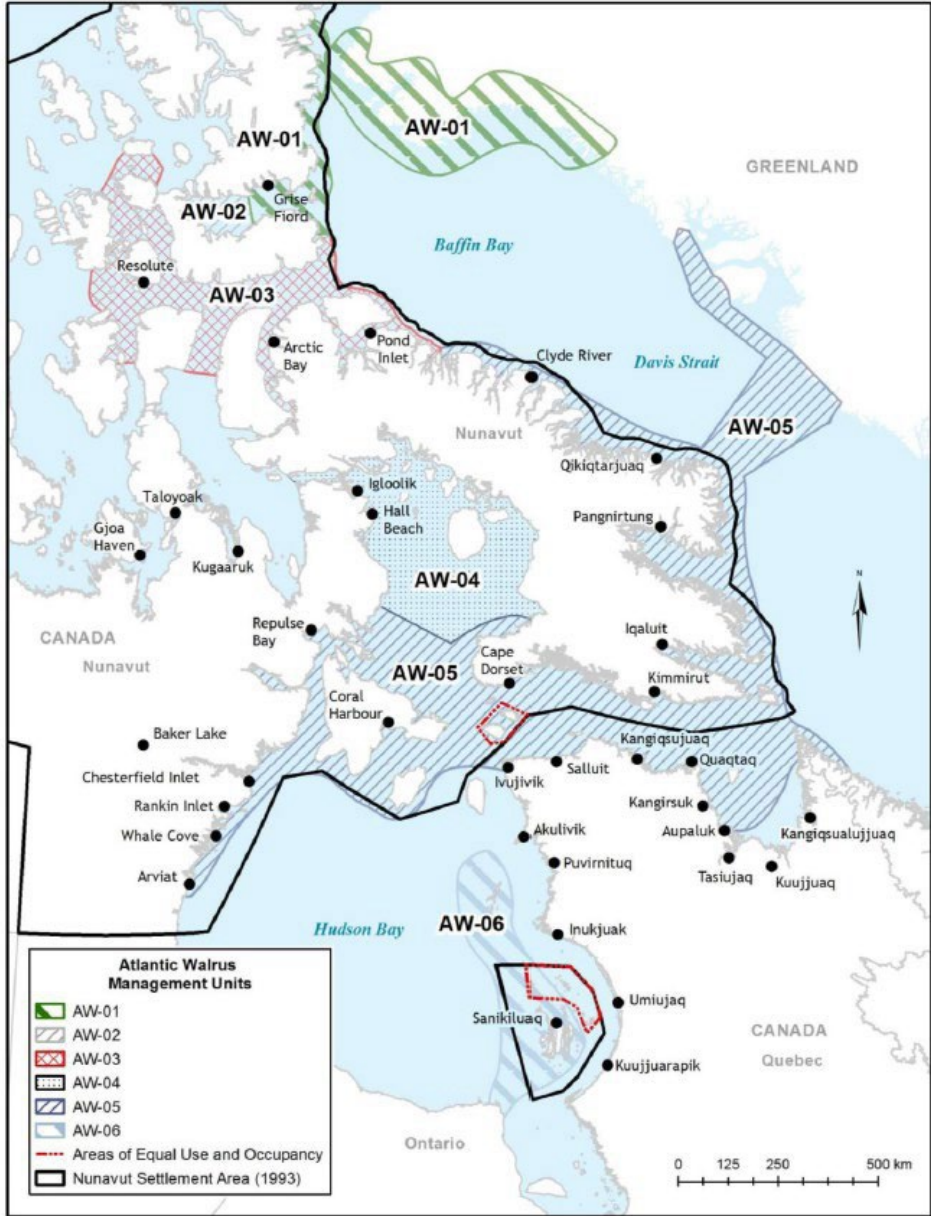 AW-01
AW-01
GREENLAND
Grise
Fiord
AW-02
Baffin Bay
Resolute
AW-03
Arctic
Bay
Pond
Inlet
Clyde River
Davis Strait
AW-05
Nunavut
Qikiqtarjuaq
Igloolik
Hall
Beach
Taloyoak
Gjoa
Haven
Kugaaruk
Pangnirtung
AW-04
N
CANADA
Nunavut
Repulse
Bay
Iqaluit
Cape
Dorset
AW-05
Kimmirut
Coral
Harbour
Baker Lake
Kangiqsujuaq
Chesterfield Inlet
Ivujivik
Salluit
Quaqtaq
Rankin Inlet
Kangirsuk
Whale Cove
Akulivik
Aupaluk
Kangiqsualujjuaq
Puvirnituq
Tasiujaq
Kuujjuaq
Arviat
Hudson Bay
AW-06
Inukjuak
Umiujaq
Sanikiluaq
CANADA
Quebec
Kuujjuarapik
Ontario
Atlantic Walrus
Management Units
AW-01
AW-02
AW-03
AW-04
AW-05
AW-06
Areas of Equal Use and Occupancy
Nunavut Settlement Area (1993)
0 125 250 500 km